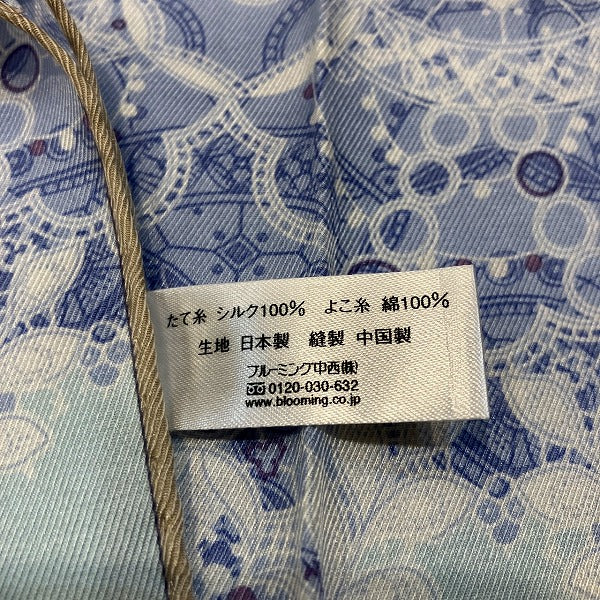 たて糸 シルク100% よこ糸 綿100%
生地 日本製 縫製 中国製
ブルーミング中西㈱
0120-030-632
www.blooming.co.jp